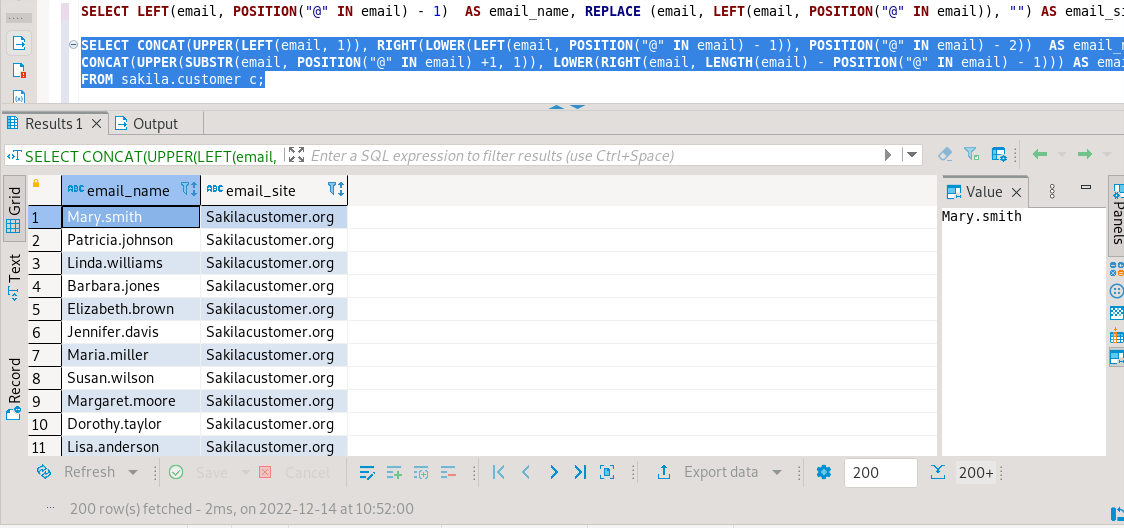 SELECT LEFT(email, POSITION("@" IN email) - 1)  AS email_name, REPLACE (email, LEFT(email, POSITION("@" IN email)), "") AS email_si
SELECT CONCAT(UPPER(LEFT(email, 1)), RIGHT(LOWER(LEFT(email, POSITION("@" IN email) - 1)), POSITION("@" IN email) - 2))  AS email_n
CONCAT(UPPER(SUBSTR(email, POSITION("@" IN email) +1, 1)), LOWER(RIGHT(email, LENGTH(email) - POSITION("@" IN email) - 1))) AS emai
FROM sakila.customer c;
Results 1
Output
SELECT CONCAT(UPPER(LEFT(email,
Enter a SQL expression to filter results (use Ctrl+Space)
Grid
Text
Record
ABC email_name
ABC email_site
1 Mary.smith Sakilacustomer.org
2 Patricia.johnson Sakilacustomer.org
3 Linda.williams Sakilacustomer.org
4 Barbara.jones Sakilacustomer.org
5 Elizabeth.brown Sakilacustomer.org
6 Jennifer.davis Sakilacustomer.org
7 Maria.miller Sakilacustomer.org
8 Susan.wilson Sakilacustomer.org
9 Margaret.moore Sakilacustomer.org
10 Dorothy.taylor Sakilacustomer.org
11 Lisa.anderson Sakilacustomer.org
Value
Mary.smith
Panels
Refresh
Save
Cancel
Export data
200
200+
200 row(s) fetched - 2ms, on 2022-12-14 at 10:52:00